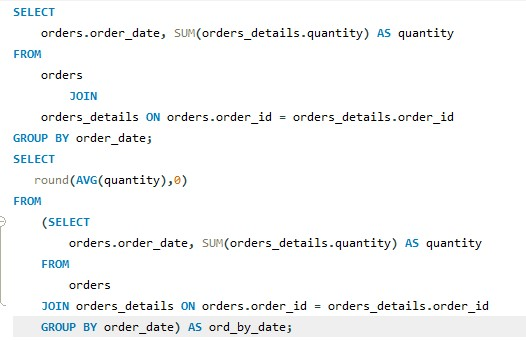 SELECT
orders.order_date, SUM(orders_details.quantity) AS quantity
FROM
orders
JOIN
orders_details ON orders.order_id = orders_details.order_id
GROUP BY order_date;
SELECT
round(AVG(quantity),0)
FROM
(SELECT
orders.order_date, SUM(orders_details.quantity) AS quantity
FROM
orders
JOIN orders_details ON orders.order_id = orders_details.order_id
GROUP BY order_date) AS ord_by_date;